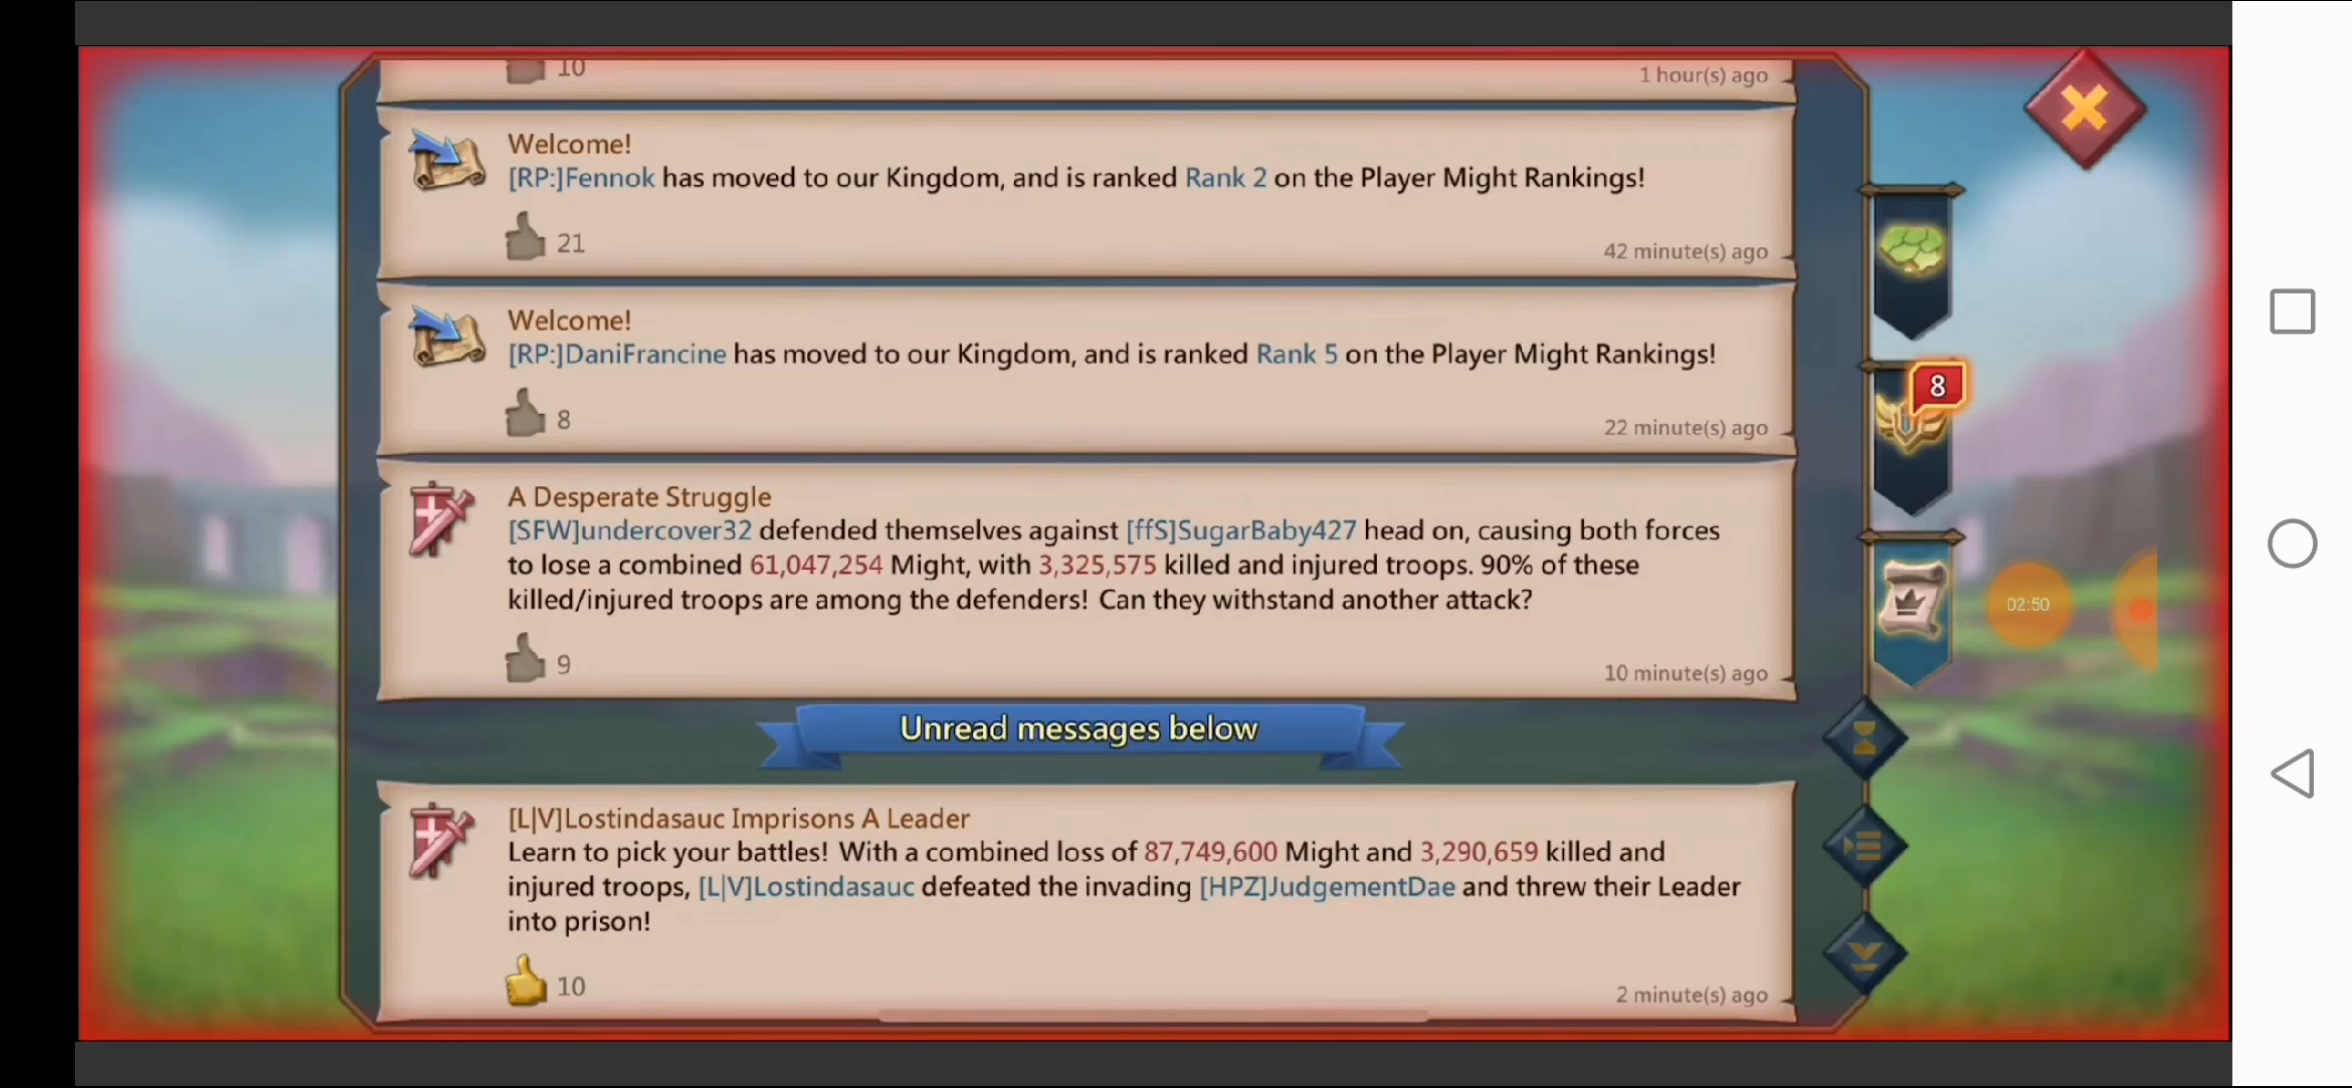 10
1 hour(s) ago
Welcome!
[RP:]Fennok has moved to our Kingdom, and is ranked Rank 2 on the Player Might Rankings!
21
42 minute(s) ago
Welcome!
[RP:]DaniFrancine has moved to our Kingdom, and is ranked Rank 5 on the Player Might Rankings!
8
22 minute(s) ago
8
A Desperate Struggle
[SFW]undercover32 defended themselves against [ffS]SugarBaby427 head on, causing both forces
to lose a combined 61,047,254 Might, with 3,325,575 killed and injured troops. 90% of these
killed/injured troops are among the defenders! Can they withstand another attack?
9
10 minute(s) ago
02:50
Unread messages below
[L|V]Lostindasauc Imprisons A Leader
Learn to pick your battles! With a combined loss of 87,749,600 Might and 3,290,659 killed and
injured troops, [L|V]Lostindasauc defeated the invading [HPZ]JudgementDae and threw their Leader
into prison!
10
2 minute(s) ago